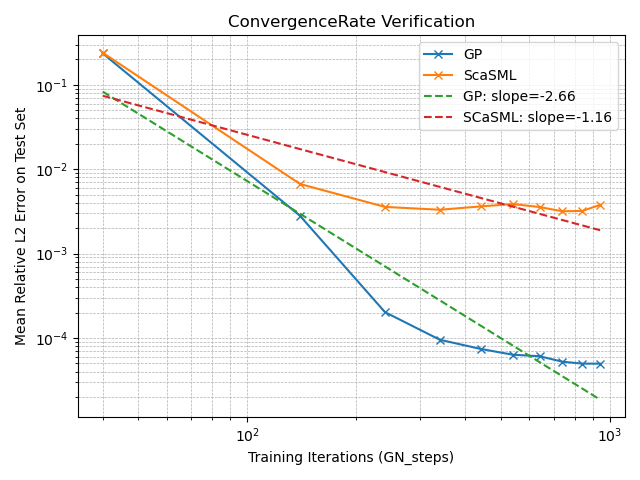 ConvergenceRate Verification
Mean Relative L2 Error on Test Set
10⁻¹
10⁻²
10⁻³
10⁻⁴
GP
ScaSML
GP: slope=-2.66
SCaSML: slope=-1.16
10²
10³
Training Iterations (GN_steps)